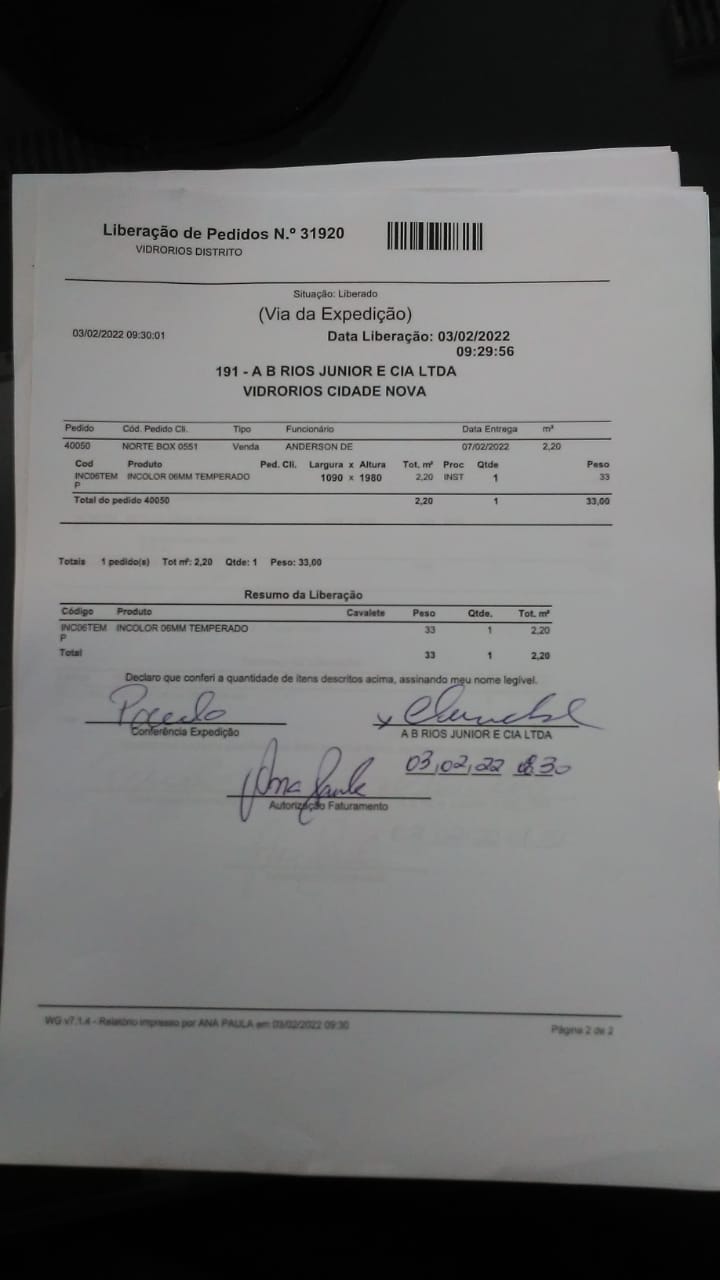 Liberação de Pedidos N.º 31920
VIDRORIOS DISTRITO
Situação: Liberado
(Via da Expedição)
03/02/2022 09:30:01 Data Liberação: 03/02/2022
09:29:56
191 - A B RIOS JUNIOR E CIA LTDA
VIDRORIOS CIDADE NOVA
Pedido Cód. Pedido Cli. Tipo Funcionário Data Entrega m²
40050 NORTE BOX 0551 Venda ANDERSON DE 07/02/2022 2,20
Cod Produto Ped. Cli. Largura x Altura Tot. m² Proc Qtde Peso
INC06TEM INCOLOR 06MM TEMPERADO 1090 x 1980 2,20 INST 1 33
P
Total do pedido 40050 2,20 1 33,00
Totais 1 pedido(s) Tot m²: 2,20 Qtde: 1 Peso: 33,00
Resumo da Liberação
Código Produto Cavalete Peso Qtde. Tot. m²
INC06TEM INCOLOR 06MM TEMPERADO 33 1 2,20
P
Total 33 1 2,20
Declaro que conferi a quantidade de itens descritos acima, assinando meu nome legível.
Conferência Expedição A B RIOS JUNIOR E CIA LTDA
03,02,22
Ana Paula
Autorização Faturamento
WG v7.1.4 - Relatório impresso por ANA PAULA em 03/02/2022 09:30 Página 2 de 2